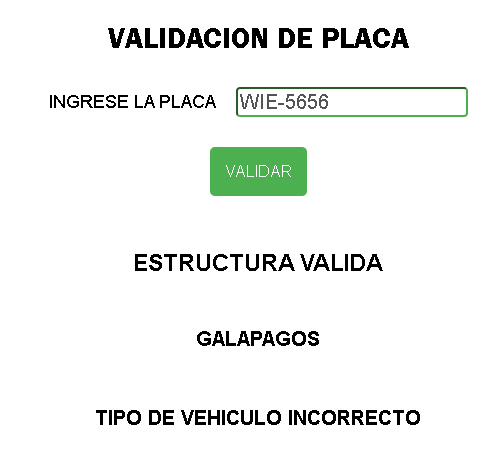 VALIDACION DE PLACA
INGRESE LA PLACA WIE-5656
VALIDAR
ESTRUCTURA VALIDA
GALAPAGOS
TIPO DE VEHICULO INCORRECTO